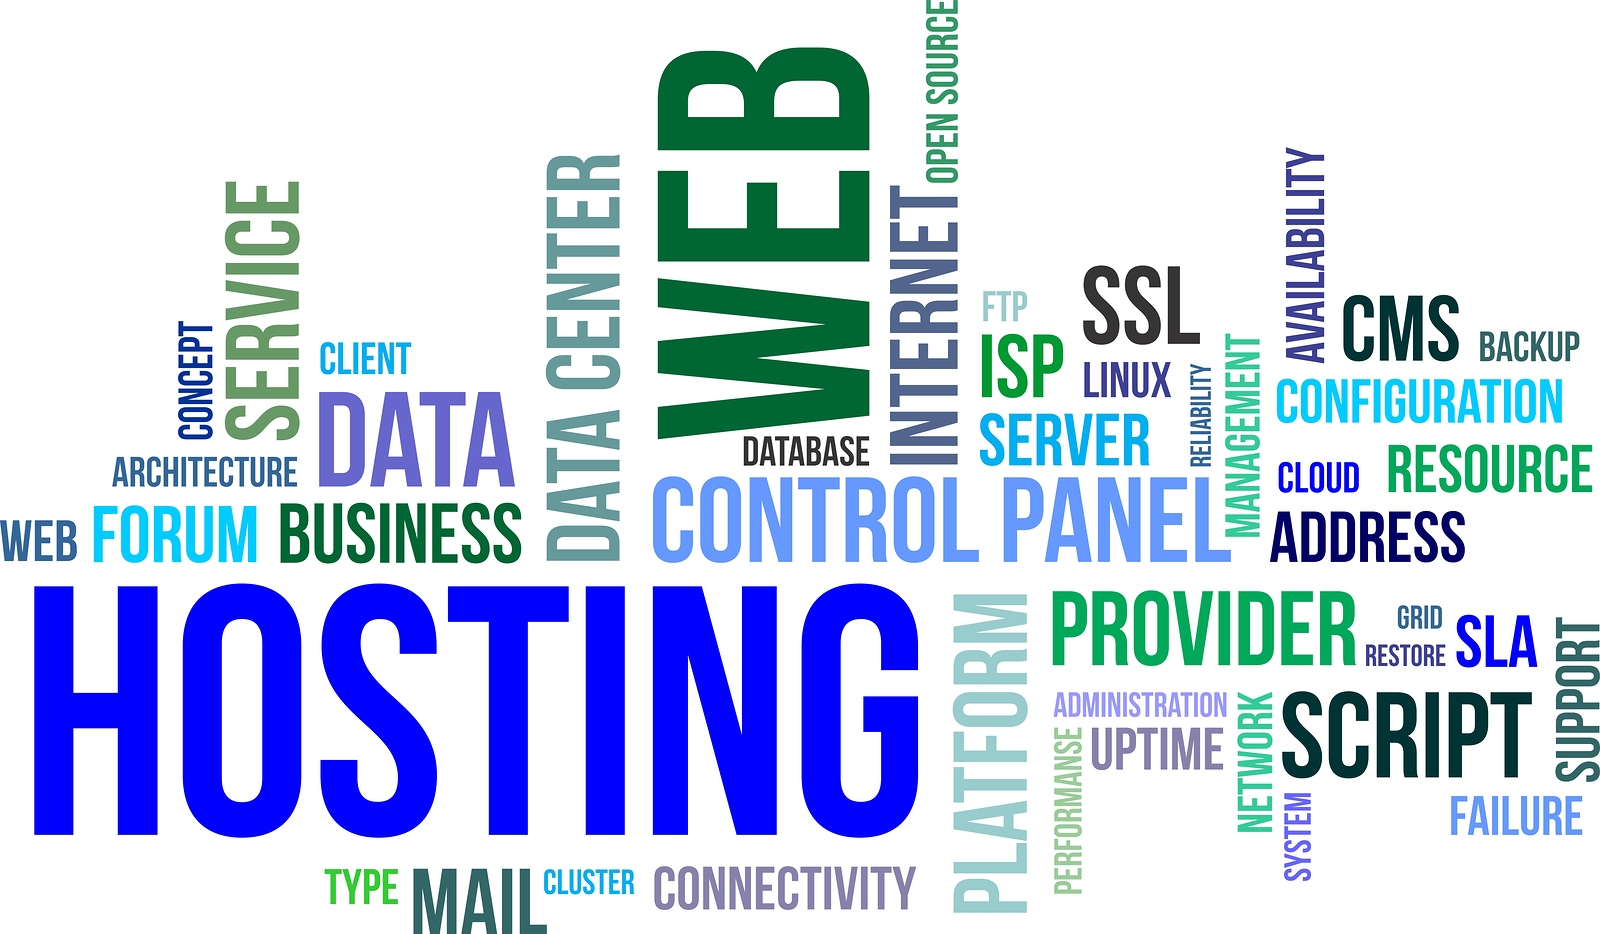 OPEN SOURCE
WEB
AVAILABILITY
DATA CENTER
SERVICE
INTERNET
SSL
FTP
CMS
BACKUP
CONCEPT
CLIENT
ISP
LINUX
RELIABILITY
MANAGEMENT
CONFIGURATION
DATA
DATABASE
SERVER
ARCHITECTURE
CLOUD
RESOURCE
WEB
FORUM
BUSINESS
CONTROL PANEL
ADDRESS
HOSTING
PLATFORM
PROVIDER
GRID
RESTORE
SLA
SUPPORT
ADMINISTRATION
UPTIME
PERFORMANSE
NETWORK
SCRIPT
SYSTEM
FAILURE
TYPE
MAIL
CLUSTER
CONNECTIVITY